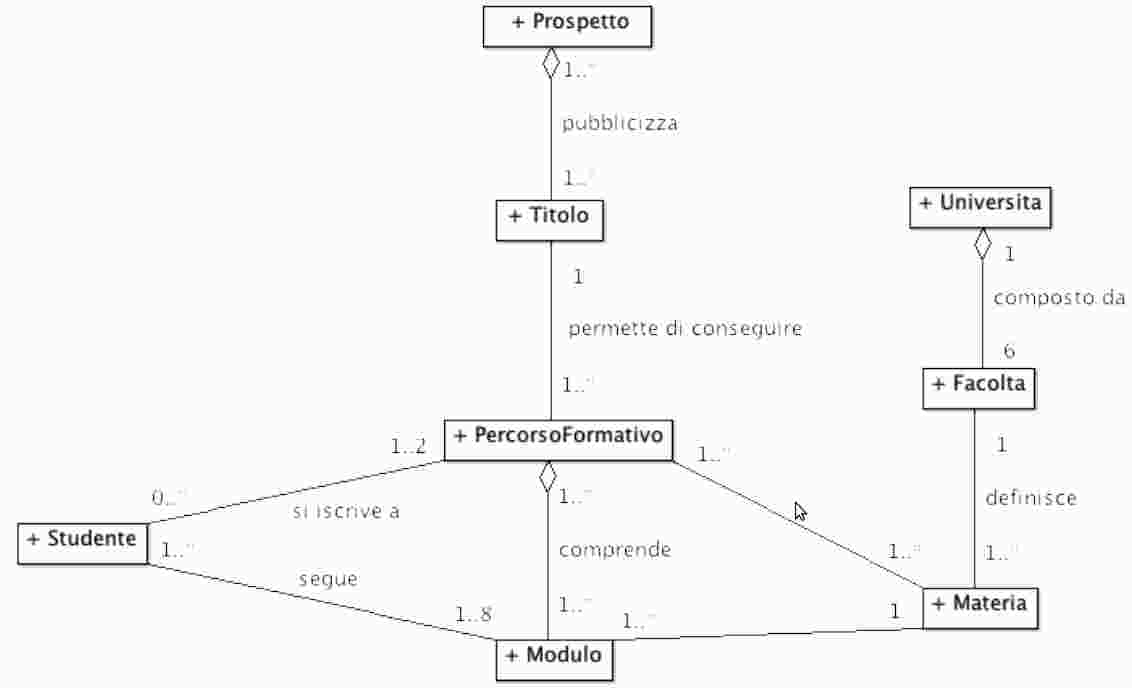 + Prospetto
1..*
pubblicizza
1..*
+ Titolo
+ Universita
1
1
composto da
permette di conseguire
6
1..*
+ Facolta
+ PercorsoFormativo
1..2
1..*
1
0..*
1..*
definisce
si iscrive a
+ Studente
1..*
comprende
1..*
1..*
segue
1..*
+ Materia
1..8
1..*
1
+ Modulo